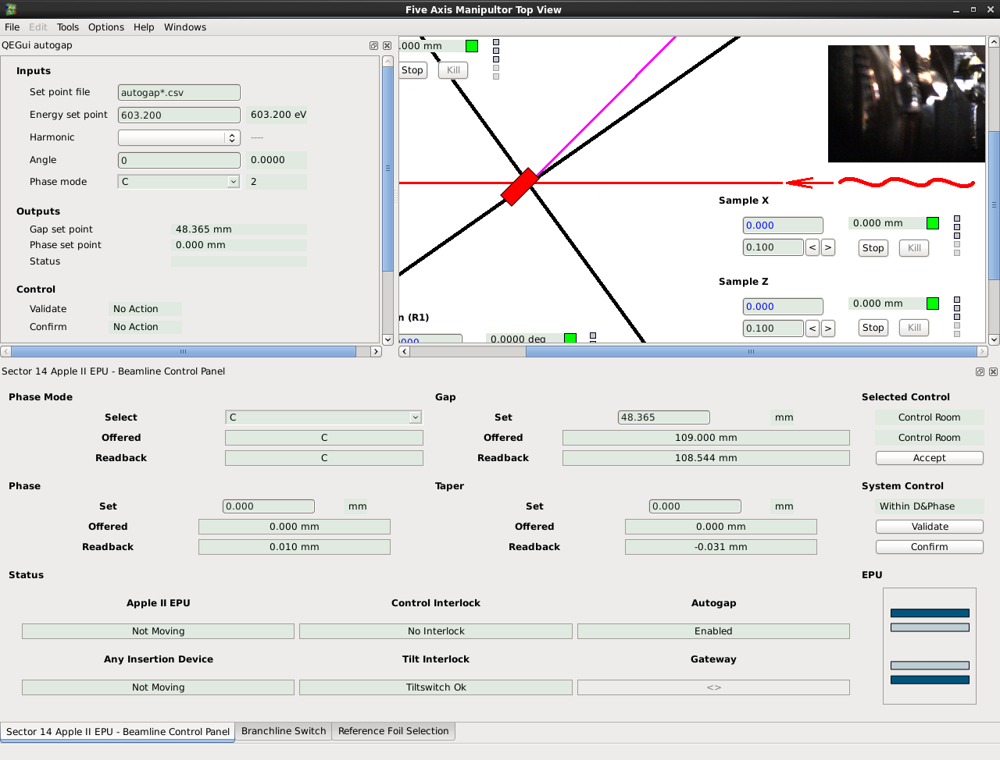 Five Axis Manipultor Top View
File Edit Tools Options Help Windows
QEGui autogap
Inputs
Set point file autogap*.csv
Energy set point 603.200 603.200 eV
Harmonic ----
Angle 0 0.0000
Phase mode C 2
Outputs
Gap set point 48.365 mm
Phase set point 0.000 mm
Status
Control
Validate No Action
Confirm No Action
.000 mm
Stop Kill
Sample X
0.000 0.000 mm
0.100 < > Stop Kill
Sample Z
0.000 0.000 mm
0.100 < > Stop Kill
n (R1)
000 0.0000 deg
Sector 14 Apple II EPU - Beamline Control Panel
Phase Mode Gap Selected Control
Select C Set 48.365 mm Control Room
Offered C Offered 109.000 mm Control Room
Readback C Readback 108.544 mm Accept
Phase Taper System Control
Set 0.000 mm Set 0.000 mm Within D&Phase
Offered 0.000 mm Offered 0.000 mm Validate
Readback 0.010 mm Readback -0.031 mm Confirm
Status EPU
Apple II EPU Control Interlock Autogap
Not Moving No Interlock Enabled
Any Insertion Device Tilt Interlock Gateway
Not Moving Tiltswitch Ok <>
Sector 14 Apple II EPU - Beamline Control Panel Branchline Switch Reference Foil Selection